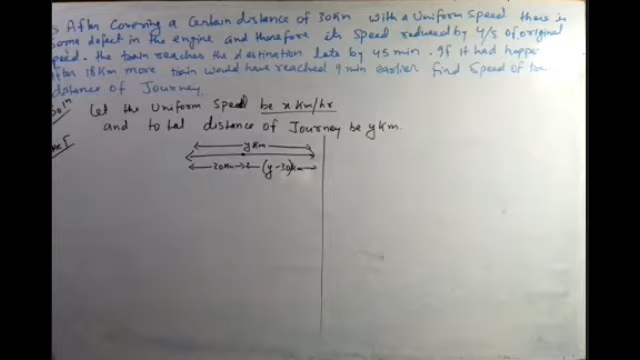 After Covering a Certain distance of 30Km with a Uniform Speed there is
some defect in the engine and therefore its Speed reduced by 4/5 of original
speed. the train reaches the destination late by 45 min. If it had happe
after 18Km more train would have reached 9 min earlier find Speed of
distance of Journey.
Solⁿ Let the Uniform Speed be x Km/hr
and total distance of Journey be y Km.
I
y Km
30Km (y-30)Km